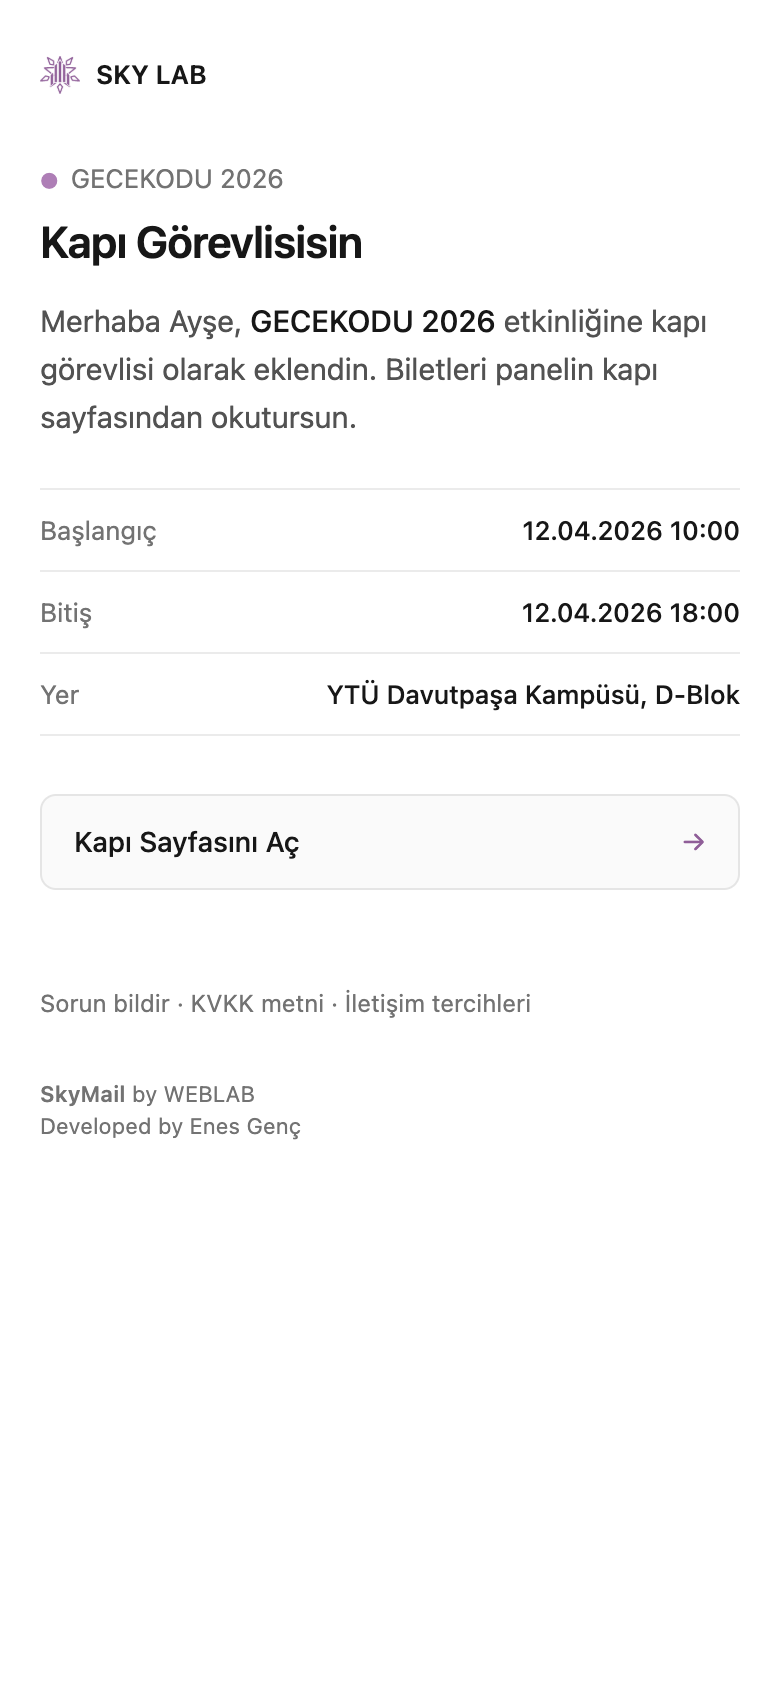 SKY LAB
GECEKODU 2026
Kapı Görevlisisin
Merhaba Ayşe, GECEKODU 2026 etkinliğine kapı
görevlisi olarak eklendin. Biletleri panelin kapı
sayfasından okutursun.
Başlangıç 12.04.2026 10:00
Bitiş 12.04.2026 18:00
Yer YTÜ Davutpaşa Kampüsü, D-Blok
Kapı Sayfasını Aç →
Sorun bildir · KVKK metni · İletişim tercihleri
SkyMail by WEBLAB
Developed by Enes Genç